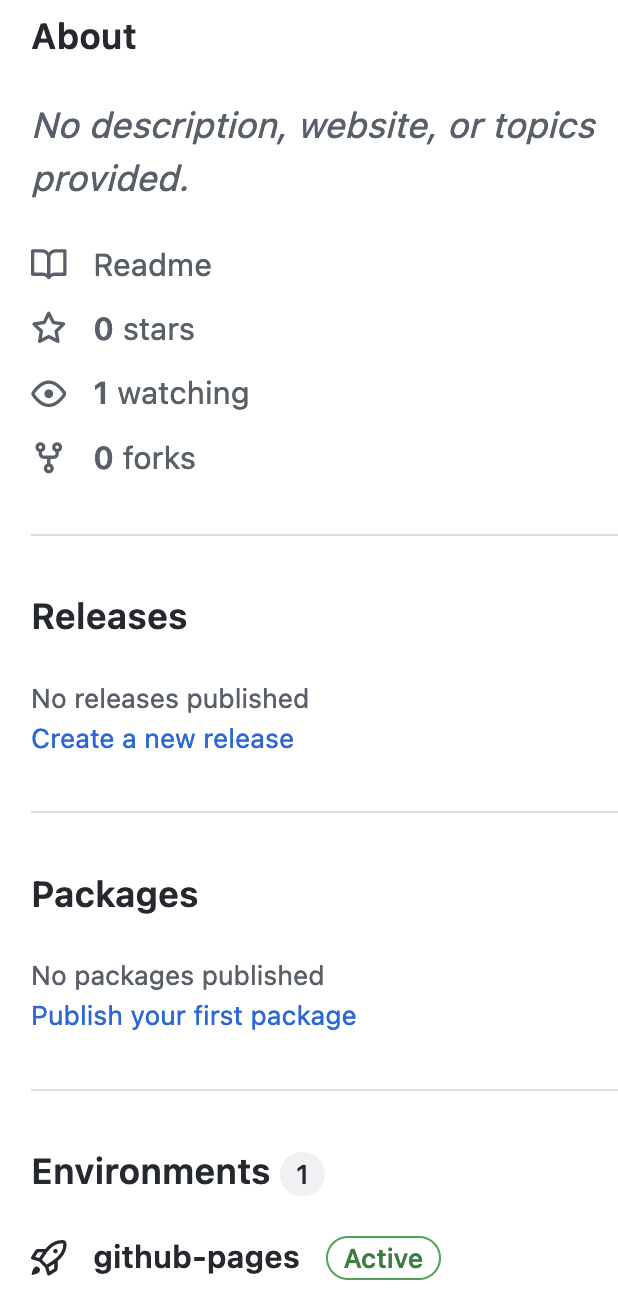 About
No description, website, or topics
provided.
Readme
0 stars
1 watching
0 forks
Releases
No releases published
Create a new release
Packages
No packages published
Publish your first package
Environments 1
github-pages Active